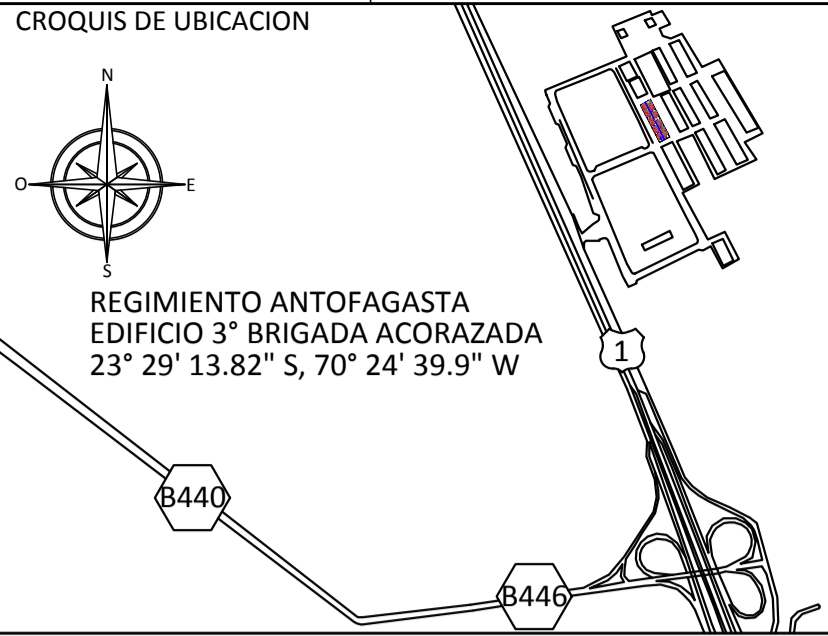 CROQUIS DE UBICACION
N
O
E
S
REGIMIENTO ANTOFAGASTA
EDIFICIO 3° BRIGADA ACORAZADA
23° 29' 13.82" S, 70° 24' 39.9" W
1
B440
B446